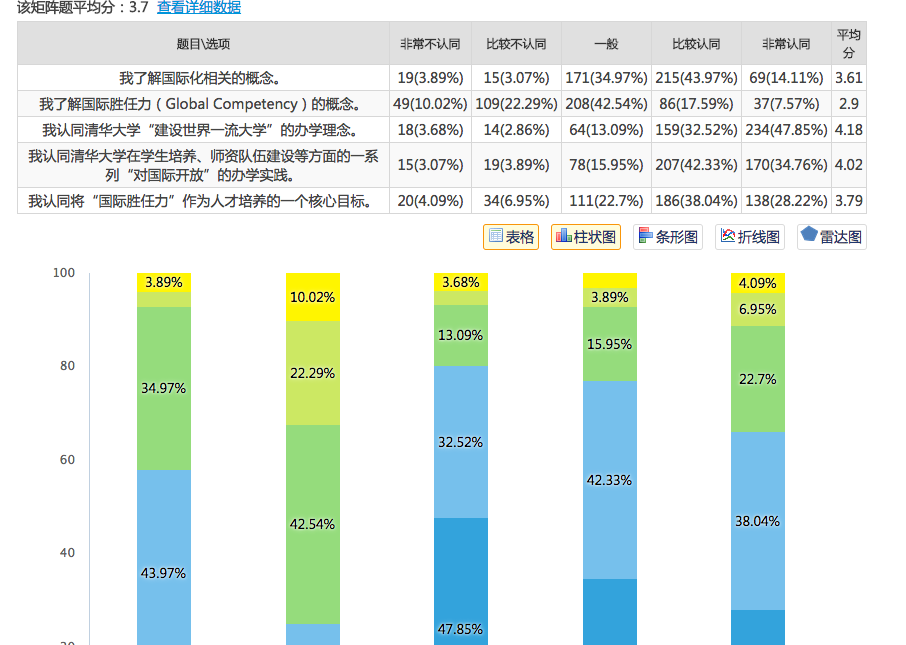 该矩阵题平均分：3.7 查看详细数据
题目\选项 非常不认同 比较不认同 一般 比较认同 非常认同 平均
分
我了解国际化相关的概念。 19(3.89%) 15(3.07%) 171(34.97%) 215(43.97%) 69(14.11%) 3.61
我了解国际胜任力（Global Competency）的概念。 49(10.02%) 109(22.29%) 208(42.54%) 86(17.59%) 37(7.57%) 2.9
我认同清华大学“建设世界一流大学”的办学理念。 18(3.68%) 14(2.86%) 64(13.09%) 159(32.52%) 234(47.85%) 4.18
我认同清华大学在学生培养、师资队伍建设等方面的一系
列“对国际开放”的办学实践。 15(3.07%) 19(3.89%) 78(15.95%) 207(42.33%) 170(34.76%) 4.02
我认同将“国际胜任力”作为人才培养的一个核心目标。 20(4.09%) 34(6.95%) 111(22.7%) 186(38.04%) 138(28.22%) 3.79
表格 柱状图 条形图 折线图 雷达图
100
3.89% 3.68% 4.09%
10.02% 3.89%
6.95%
13.09%
15.95%
80
22.29% 22.7%
34.97%
32.52%
60
42.33%
42.54% 38.04%
40
43.97%
47.85%